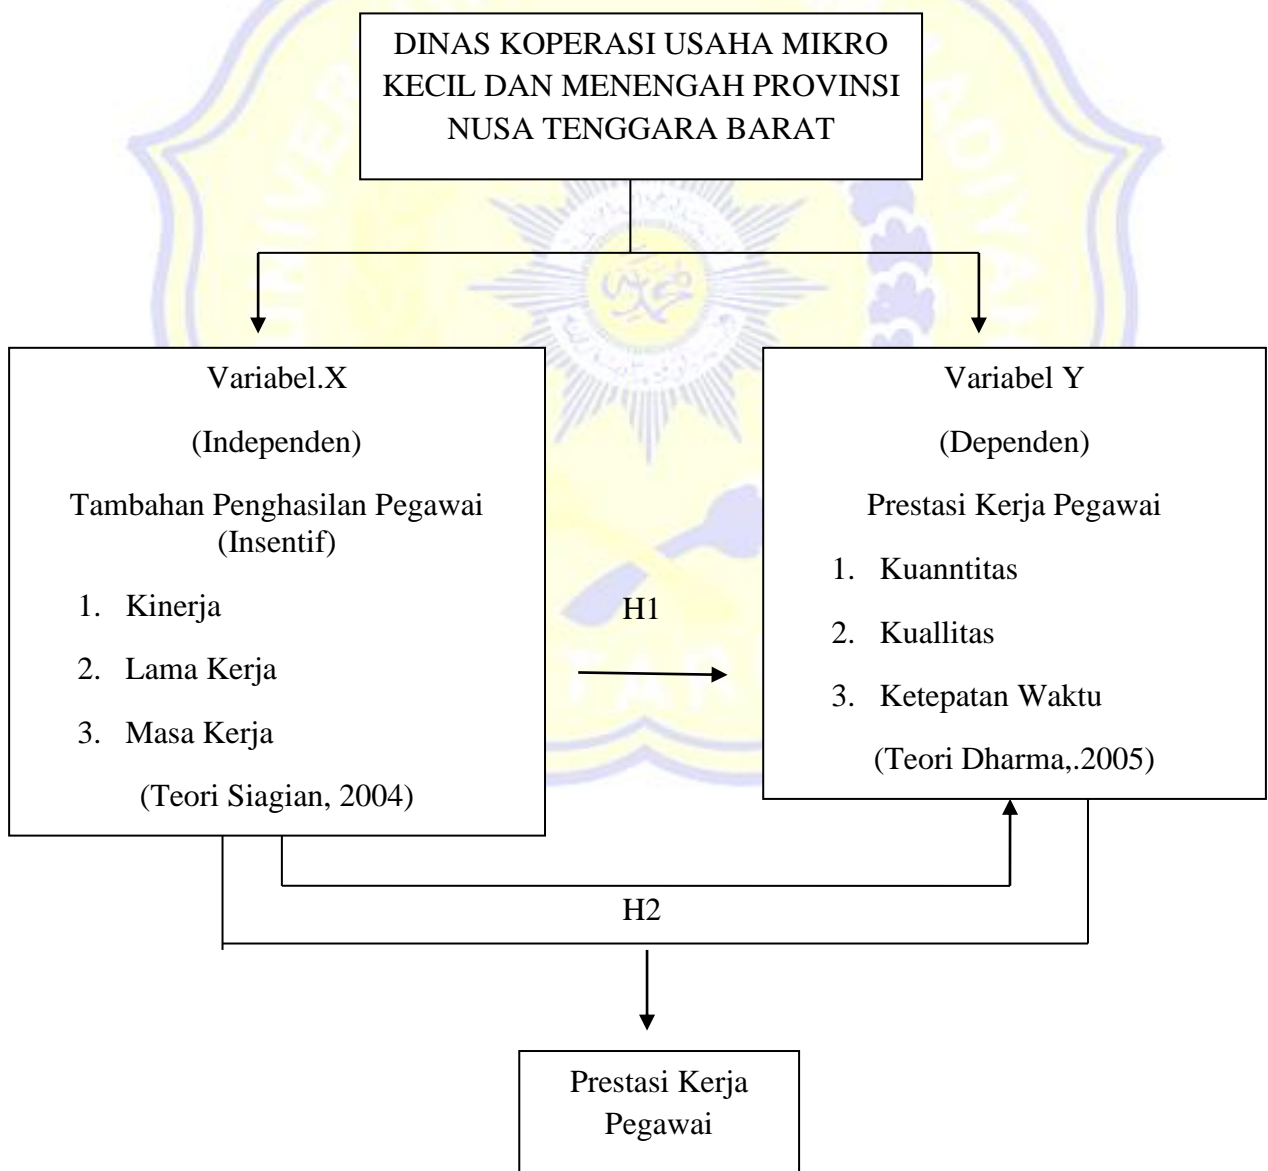 DINAS KOPERASI USAHA MIKRO
KECIL DAN MENENGAH PROVINSI
NUSA TENGGARA BARAT
Variabel.X
(Independen)
Tambahan Penghasilan Pegawai
(Insentif)
1. Kinerja
2. Lama Kerja
3. Masa Kerja
(Teori Siagian, 2004)
H1
Variabel Y
(Dependen)
Prestasi Kerja Pegawai
1. Kuanntitas
2. Kuallitas
3. Ketepatan Waktu
(Teori Dharma,.2005)
H2
Prestasi Kerja
Pegawai